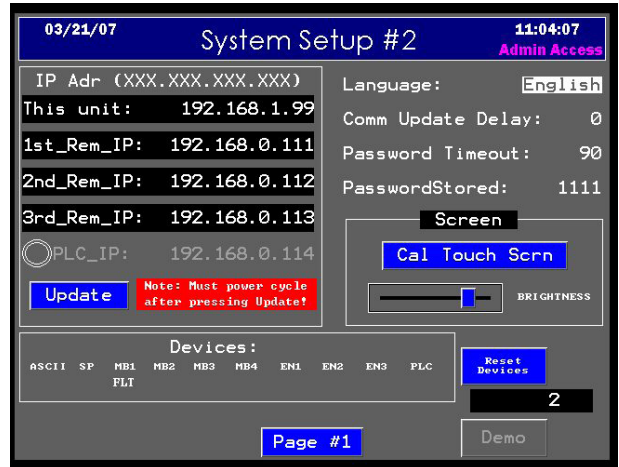 03/21/07
System Setup #2
11:04:07
Admin Access
IP Adr (XXX.XXX.XXX.XXX)
This unit: 192.168.1.99
1st_Rem_IP: 192.168.0.111
2nd_Rem_IP: 192.168.0.112
3rd_Rem_IP: 192.168.0.113
PLC_IP: 192.168.0.114
Update
Note: Must power cycle
after pressing Update!
Language: English
Comm Update Delay: 0
Password Timeout: 90
PasswordStored: 1111
Screen
Cal Touch Scrn
BRIGHTNESS
Devices:
ASCII SP MB1 MB2 MB3 MB4 EN1 EN2 EN3 PLC
FLT
Reset
Devices
2
Page #1
Demo